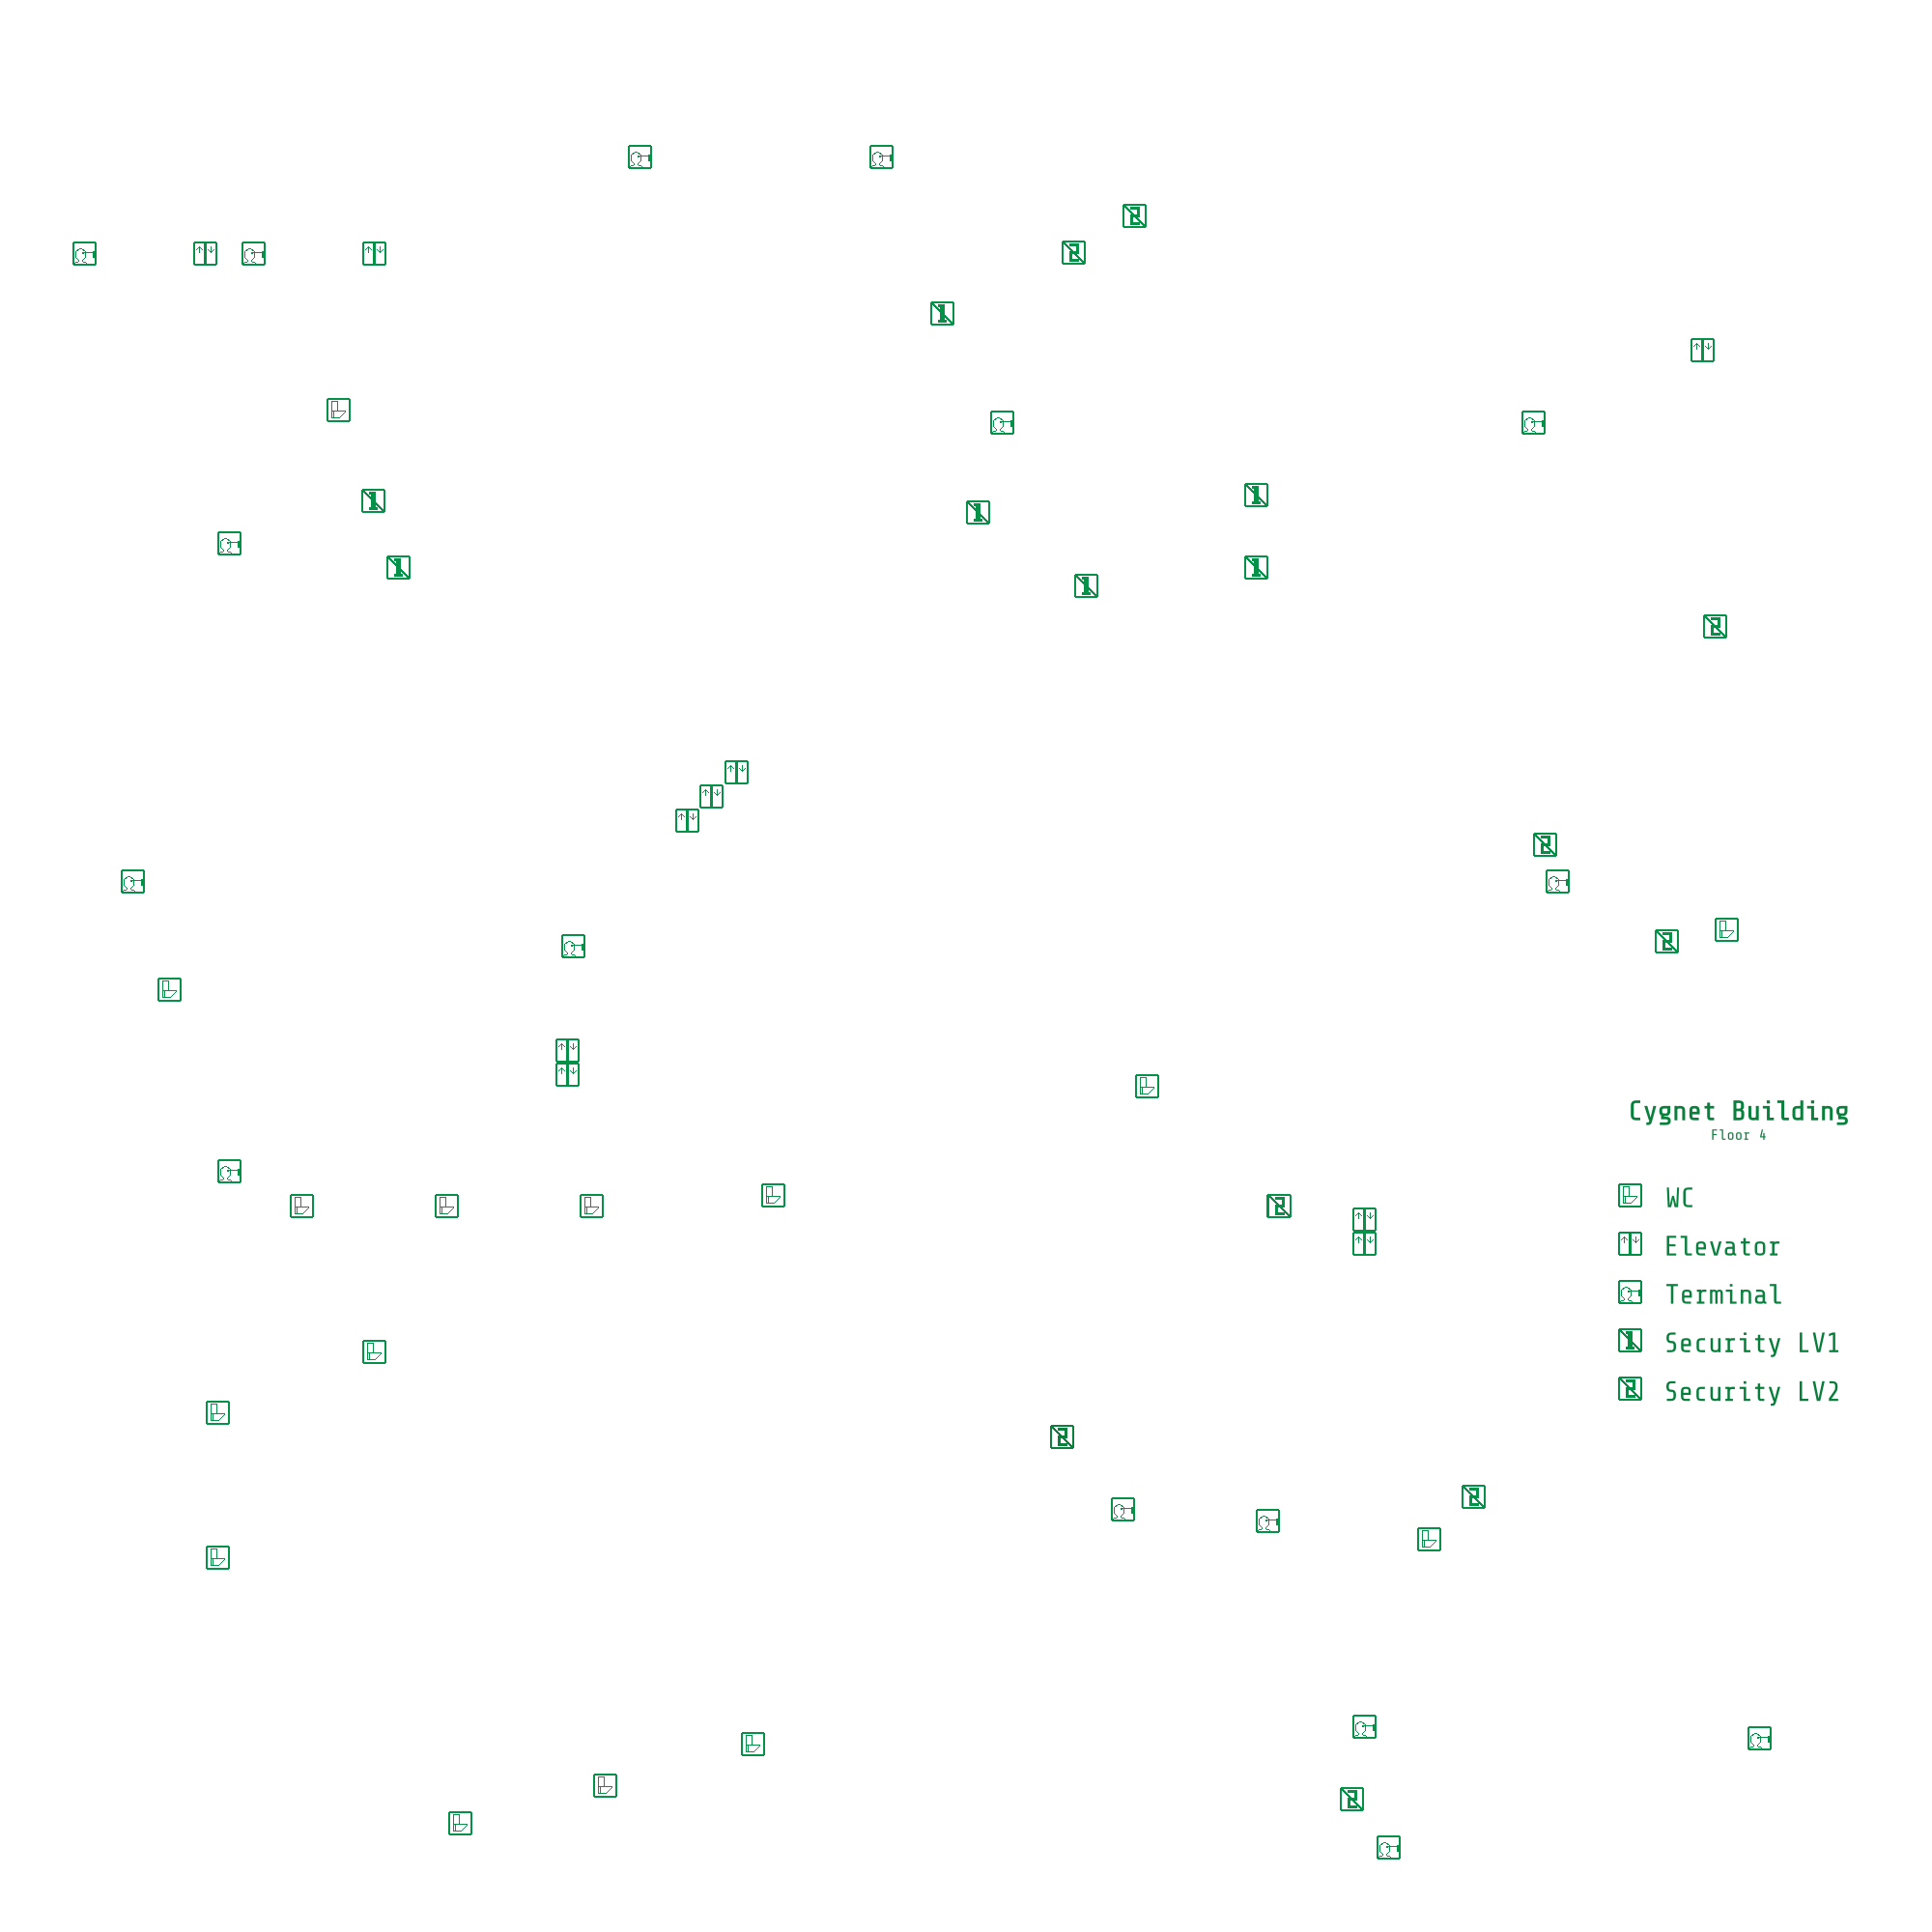 Cygnet Building
Floor 4
WC
Elevator
Terminal
Security LV1
Security LV2